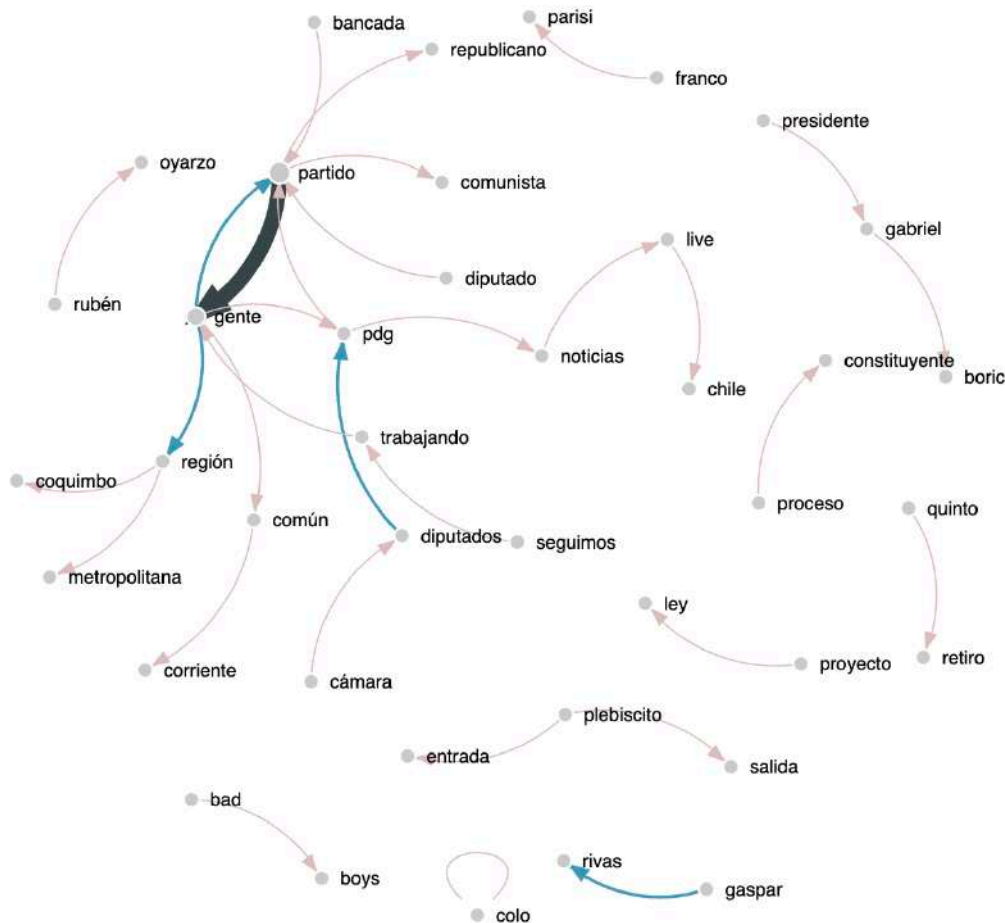 parisi
bancada
republicano
franco
presidente
oyarzo
partido
comunista
gabriel
live
diputado
rubén
gente
pdg
noticias
constituyente
boric
chile
trabajando
región
coquimbo
proceso
quinto
común
diputados
seguimos
metropolitana
ley
retiro
proyecto
corriente
cámara
plebiscito
entrada
salida
bad
rivas
boys
gaspar
colo